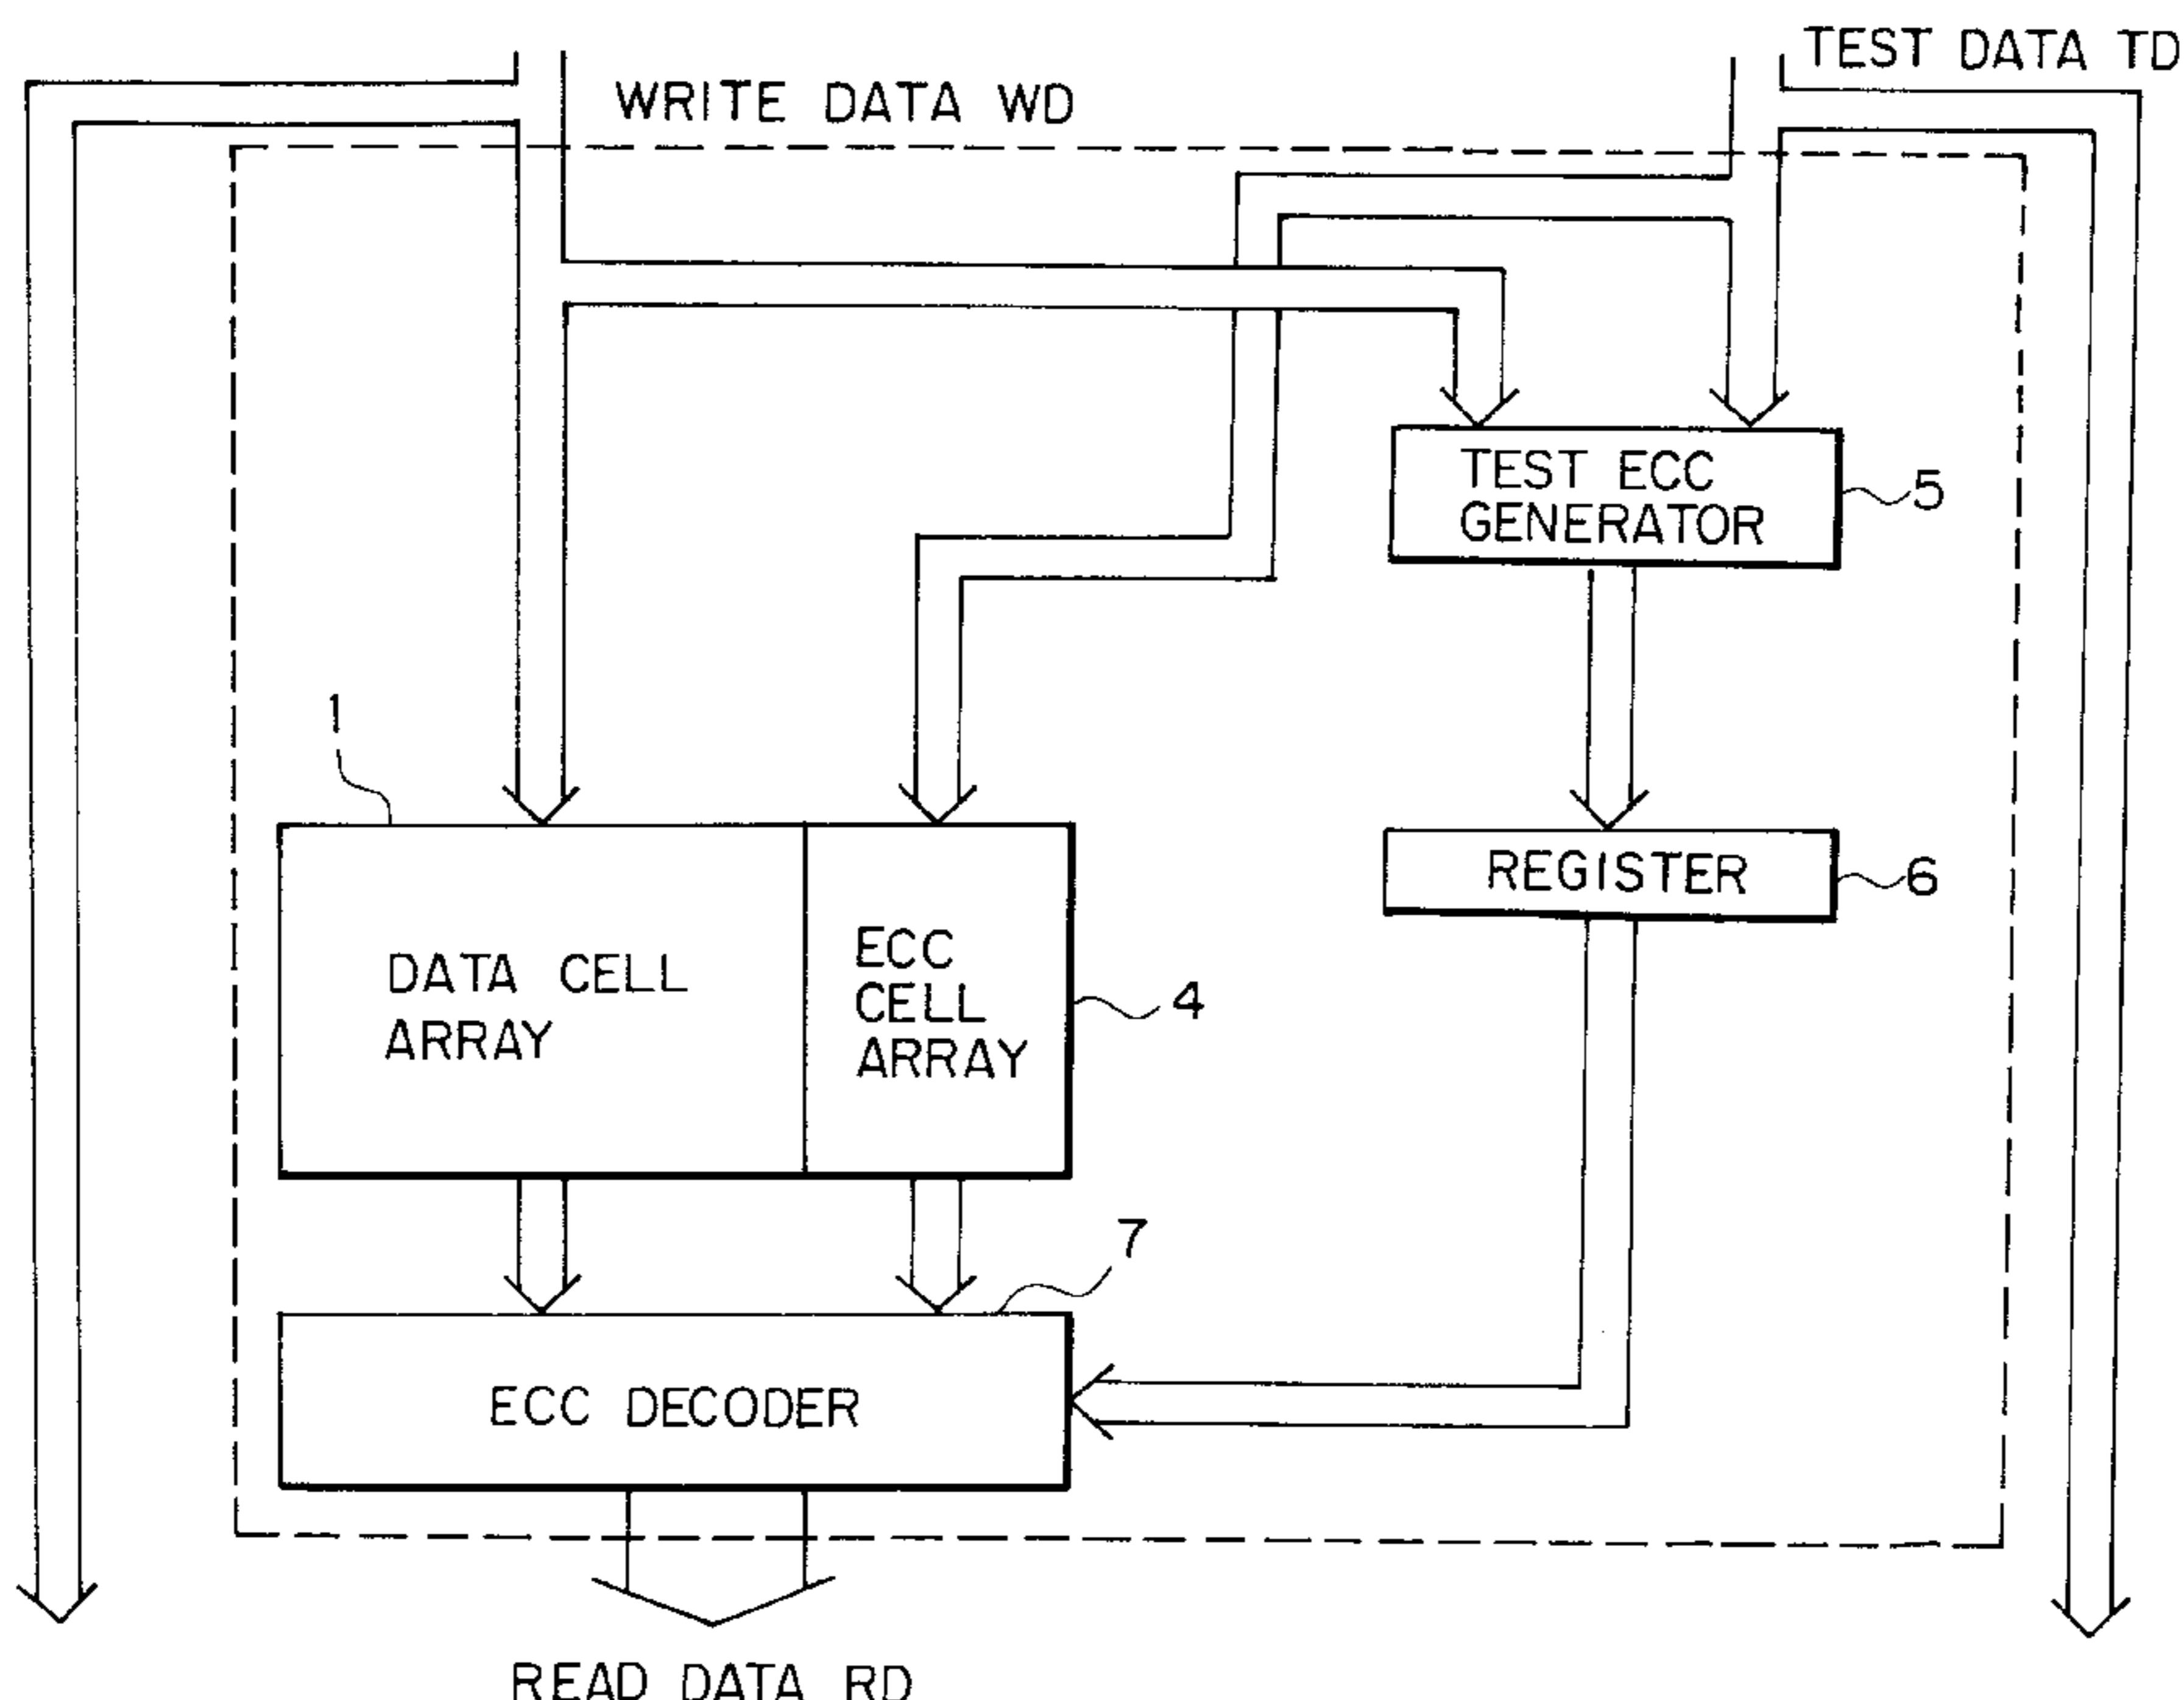 TEST DATA TD
WRITE DATA WD
TEST ECC
GENERATOR
5
1
REGISTER
6
DATA CELL
ARRAY
ECC
CELL
ARRAY
4
7
ECC DECODER
READ DATA RD